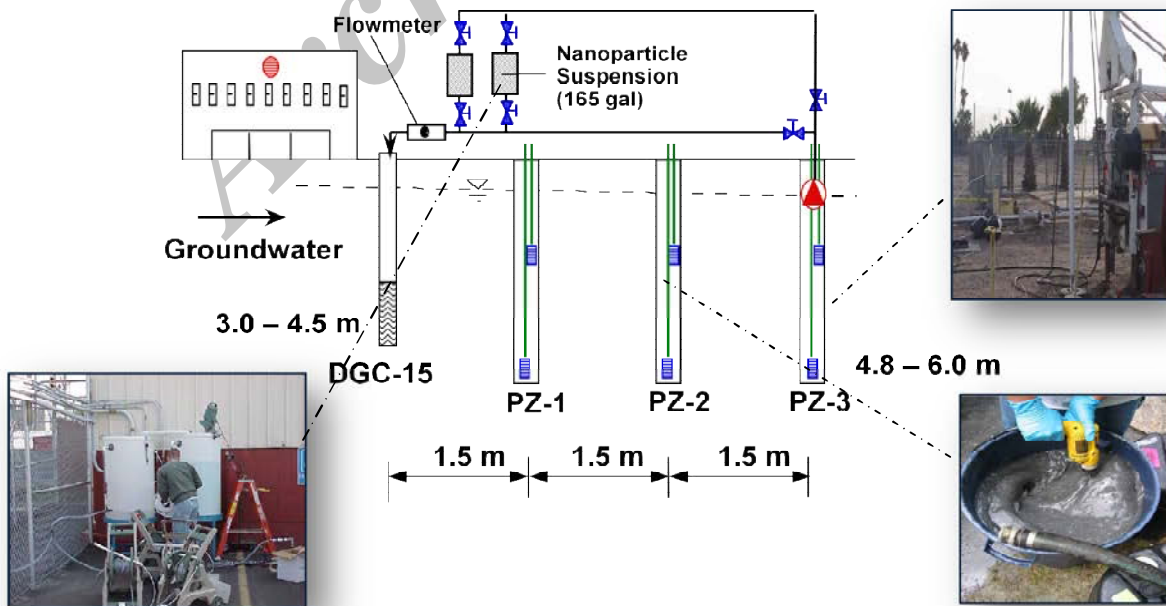 Flowmeter
Nanoparticle
Suspension
(165 gal)
Groundwater
3.0 – 4.5 m
DGC-15
PZ-1
PZ-2
PZ-3
4.8 – 6.0 m
1.5 m
1.5 m
1.5 m